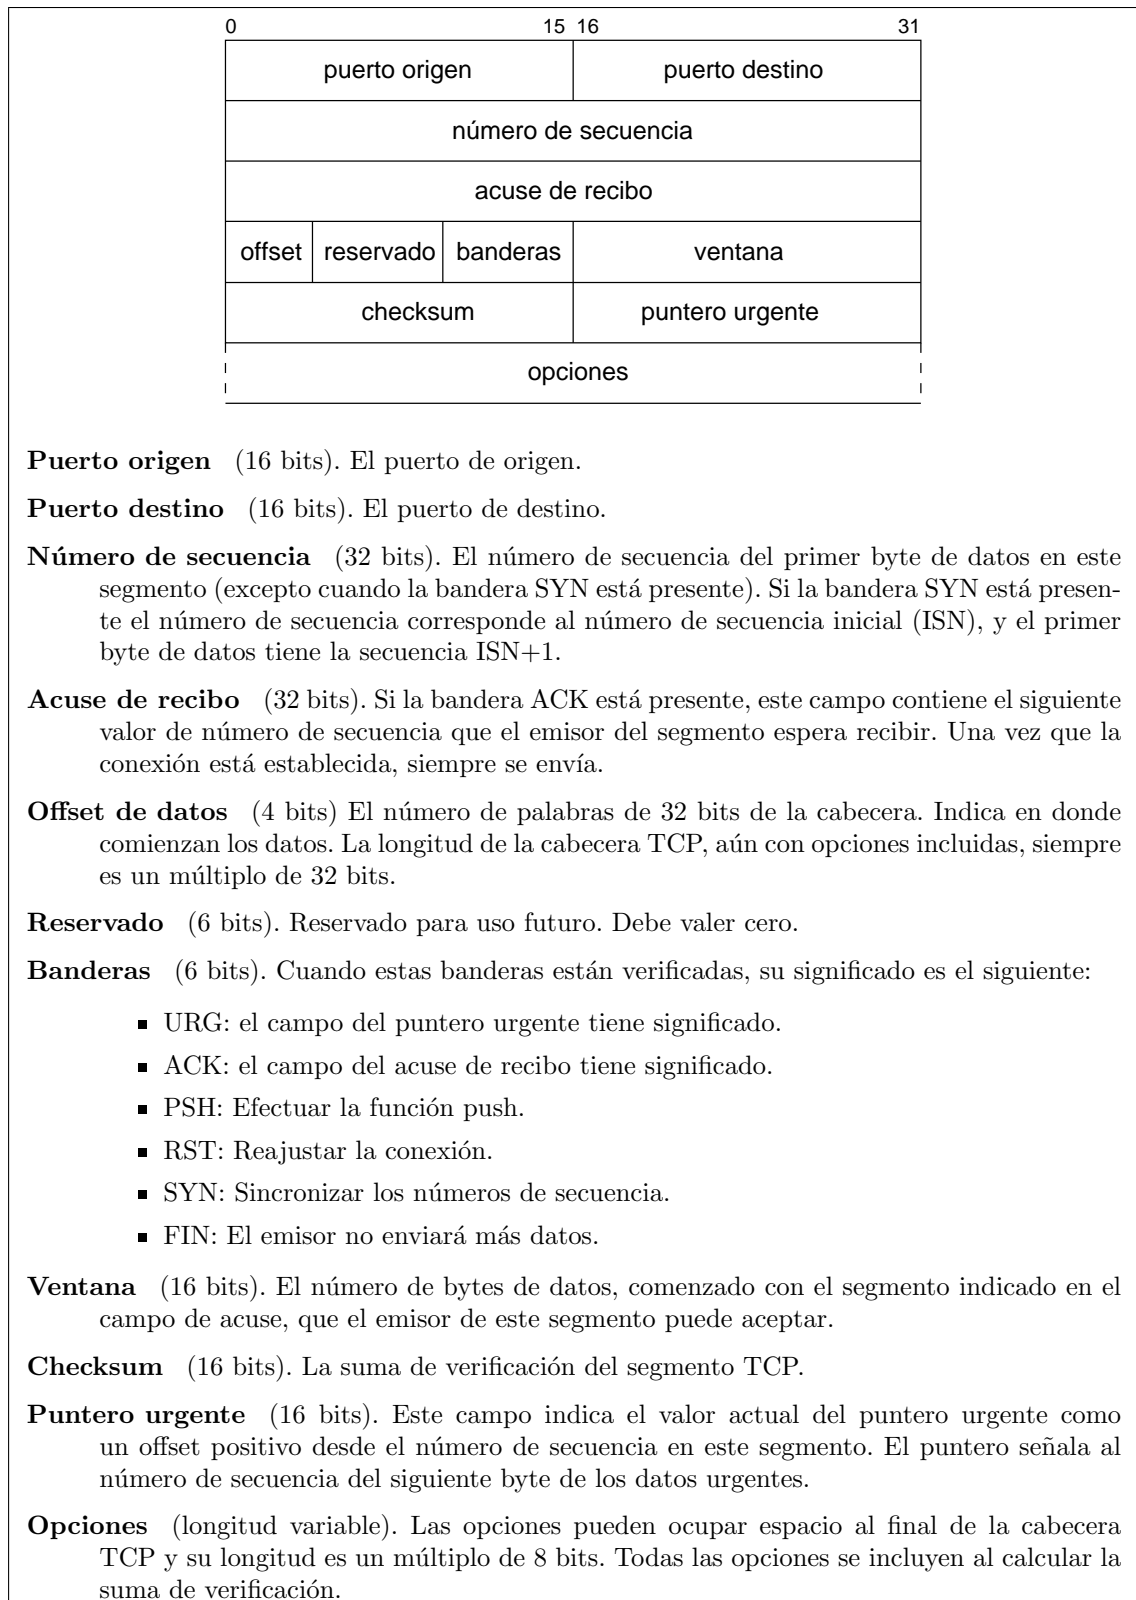 0 15 16 31
puerto origen puerto destino
número de secuencia
acuse de recibo
offset reservado banderas ventana
checksum puntero urgente
opciones
Puerto origen (16 bits). El puerto de origen.
Puerto destino (16 bits). El puerto de destino.
Número de secuencia (32 bits). El número de secuencia del primer byte de datos en este
segmento (excepto cuando la bandera SYN está presente). Si la bandera SYN está presen-
te el número de secuencia corresponde al número de secuencia inicial (ISN), y el primer
byte de datos tiene la secuencia ISN+1.
Acuse de recibo (32 bits). Si la bandera ACK está presente, este campo contiene el siguiente
valor de número de secuencia que el emisor del segmento espera recibir. Una vez que la
conexión está establecida, siempre se envía.
Offset de datos (4 bits) El número de palabras de 32 bits de la cabecera. Indica en donde
comienzan los datos. La longitud de la cabecera TCP, aún con opciones incluidas, siempre
es un múltiplo de 32 bits.
Reservado (6 bits). Reservado para uso futuro. Debe valer cero.
Banderas (6 bits). Cuando estas banderas están verificadas, su significado es el siguiente:
▪ URG: el campo del puntero urgente tiene significado.
▪ ACK: el campo del acuse de recibo tiene significado.
▪ PSH: Efectuar la función push.
▪ RST: Reajustar la conexión.
▪ SYN: Sincronizar los números de secuencia.
▪ FIN: El emisor no enviará más datos.
Ventana (16 bits). El número de bytes de datos, comenzado con el segmento indicado en el
campo de acuse, que el emisor de este segmento puede aceptar.
Checksum (16 bits). La suma de verificación del segmento TCP.
Puntero urgente (16 bits). Este campo indica el valor actual del puntero urgente como
un offset positivo desde el número de secuencia en este segmento. El puntero señala al
número de secuencia del siguiente byte de los datos urgentes.
Opciones (longitud variable). Las opciones pueden ocupar espacio al final de la cabecera
TCP y su longitud es un múltiplo de 8 bits. Todas las opciones se incluyen al calcular la
suma de verificación.